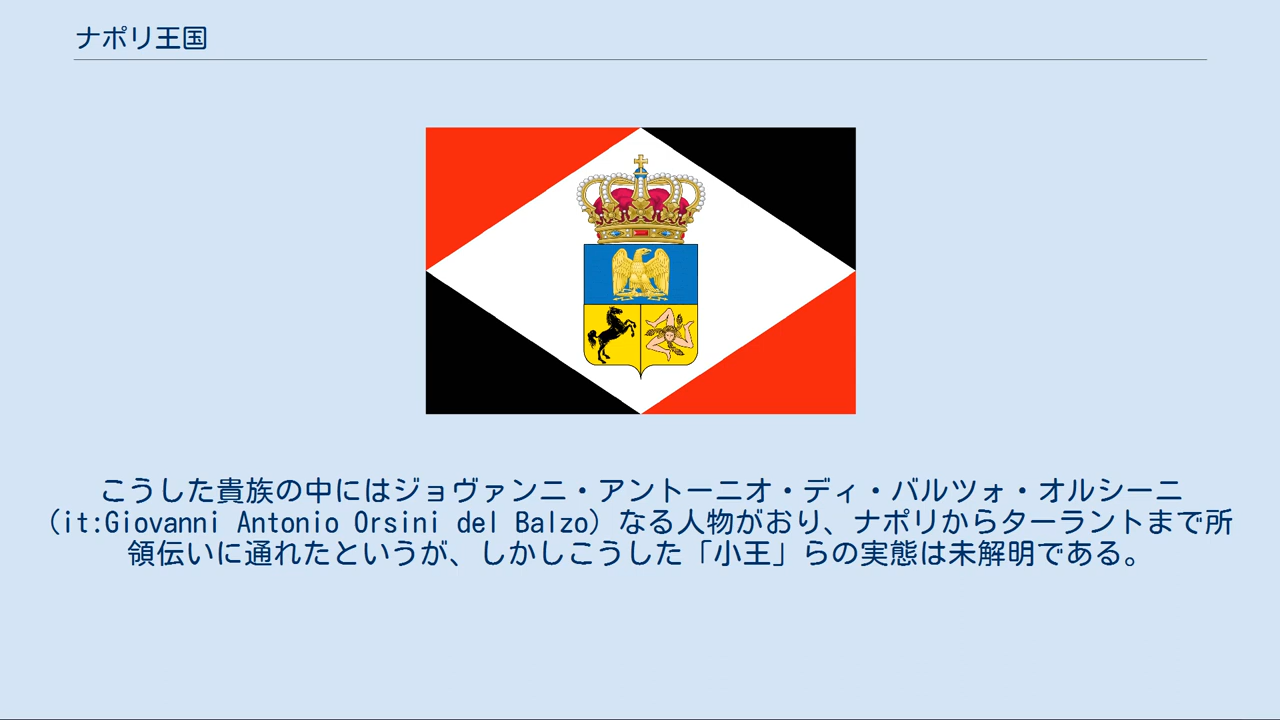 ナポリ王国
こうした貴族の中にはジョヴァンニ・アントーニオ・ディ・バルツォ・オルシーニ
（it:Giovanni Antonio Orsini del Balzo）なる人物がおり、ナポリからターラントまで所
領伝いに通れたというが、しかしこうした「小王」らの実態は未解明である。